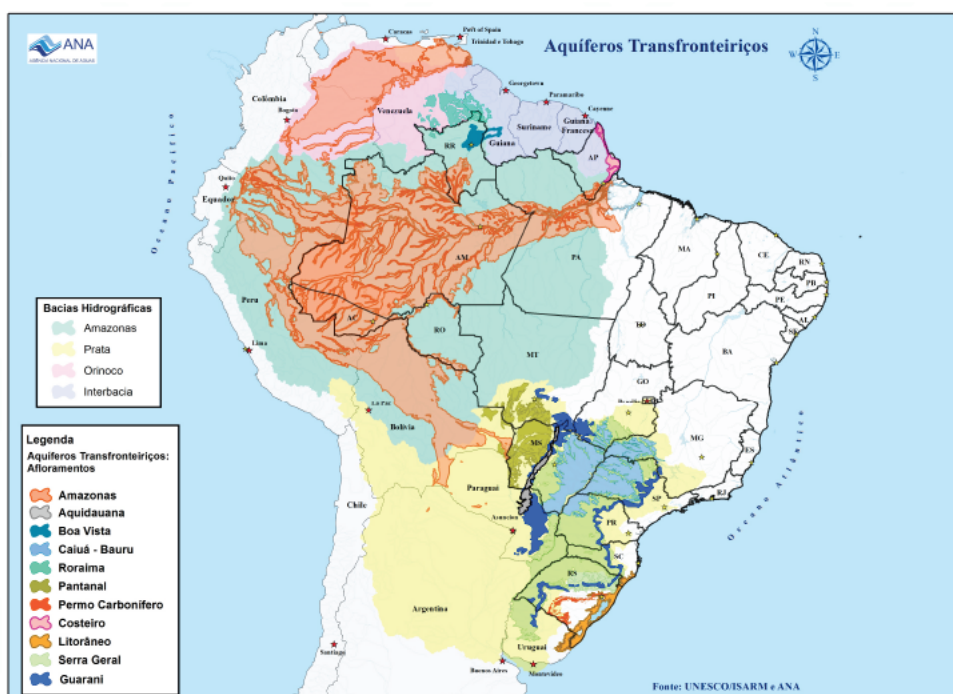 ANA
AGÊNCIA NACIONAL DE ÁGUAS
Aquíferos Transfronteiriços
N
W
E
S
Caracas
Port of Spain
Trinidad e Tobago
Colômbia
Bogota
Venezuela
Georgetown
Paramaribo
Cayenne
Suriname
Guiana
Francesa
Guiana
RR
AP
Quito
Equador
Oceano Pacífico
AM
PA
MA
CE
RN
PB
PE
AL
SE
PI
TO
BA
Peru
AC
RO
MT
Lima
GO
Brasília
DF
MG
ES
LA PAZ
Bolívia
MS
Paraguai
Asuncion
SP
RJ
PR
SC
RS
Chile
Argentina
Uruguai
Santiago
Buenos Aires
Montevideo
Oceano Atlântico
Bacias Hidrográficas
Amazonas
Prata
Orinoco
Interbacia
Legenda
Aquíferos Transfronteiriços:
Afloramentos
Amazonas
Aquidauana
Boa Vista
Caiuá - Bauru
Roraima
Pantanal
Permo Carbonífero
Costeiro
Litorâneo
Serra Geral
Guarani
Fonte: UNESCO/ISARM e ANA